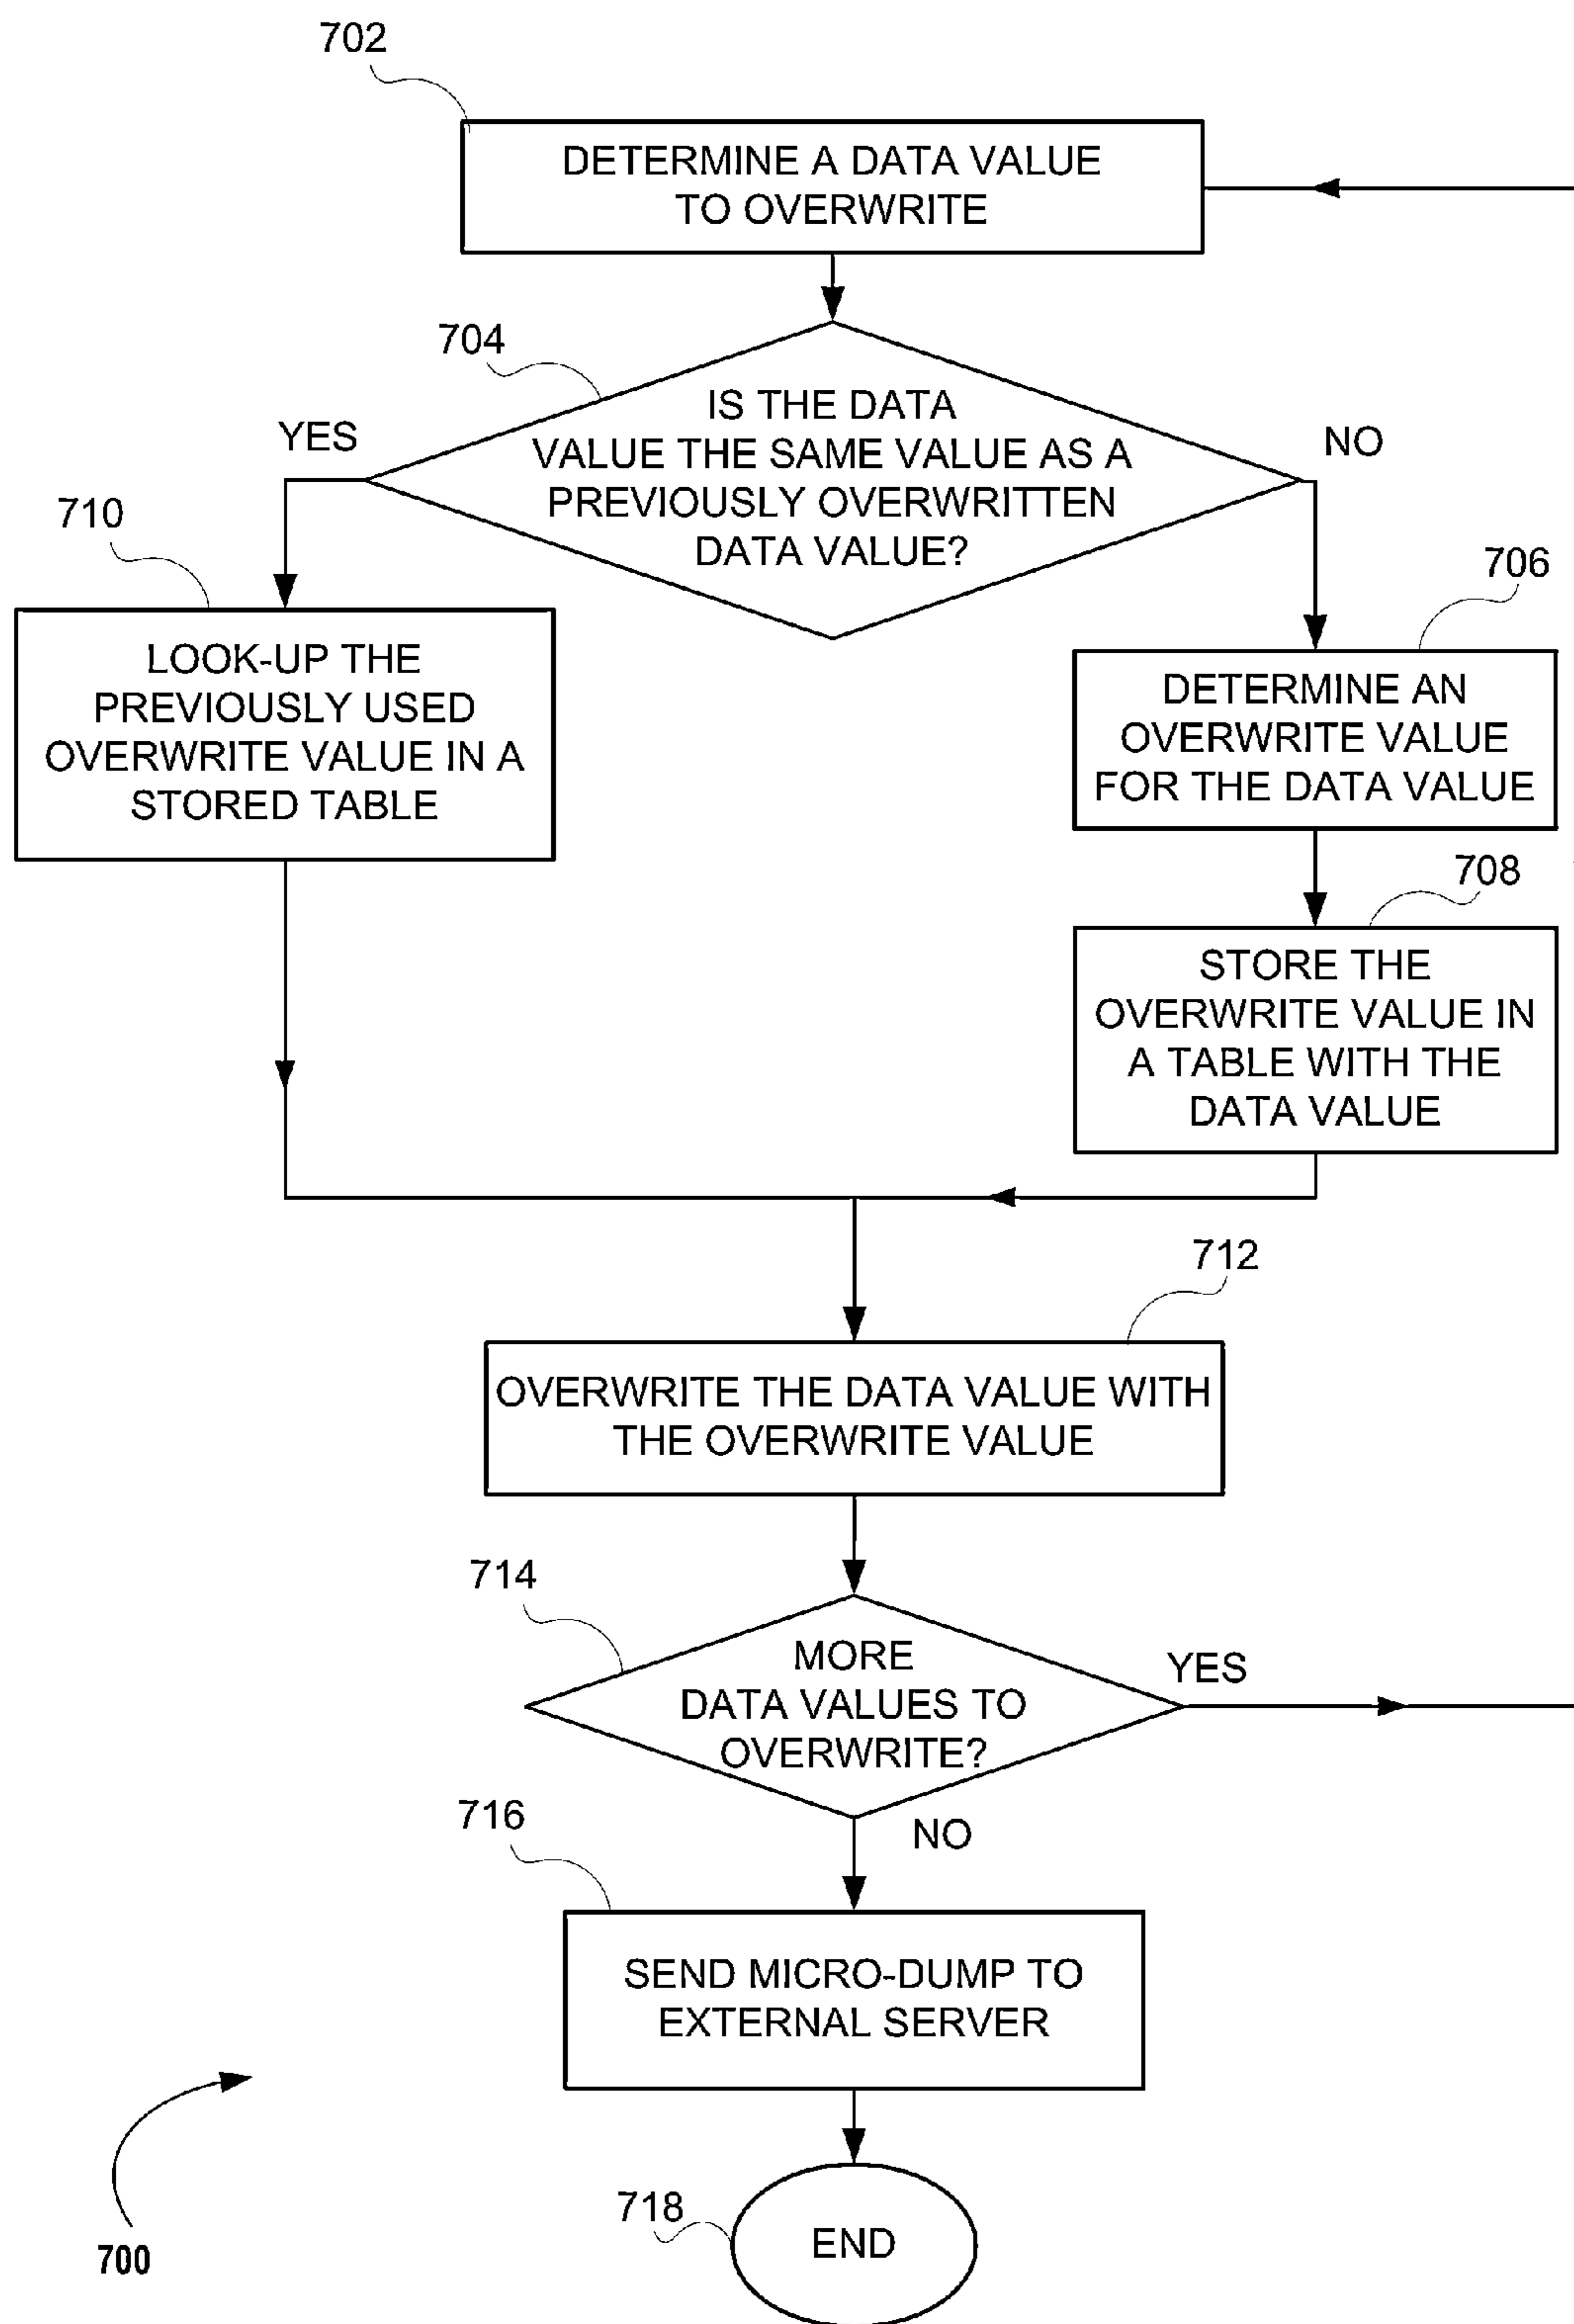 702
DETERMINE A DATA VALUE
TO OVERWRITE
704
IS THE DATA
VALUE THE SAME VALUE AS A
PREVIOUSLY OVERWRITTEN
DATA VALUE?
YES
NO
710
LOOK-UP THE
PREVIOUSLY USED
OVERWRITE VALUE IN A
STORED TABLE
706
DETERMINE AN
OVERWRITE VALUE
FOR THE DATA VALUE
708
STORE THE
OVERWRITE VALUE IN
A TABLE WITH THE
DATA VALUE
712
OVERWRITE THE DATA VALUE WITH
THE OVERWRITE VALUE
714
MORE
DATA VALUES TO
OVERWRITE?
YES
NO
716
SEND MICRO-DUMP TO
EXTERNAL SERVER
718
END
700